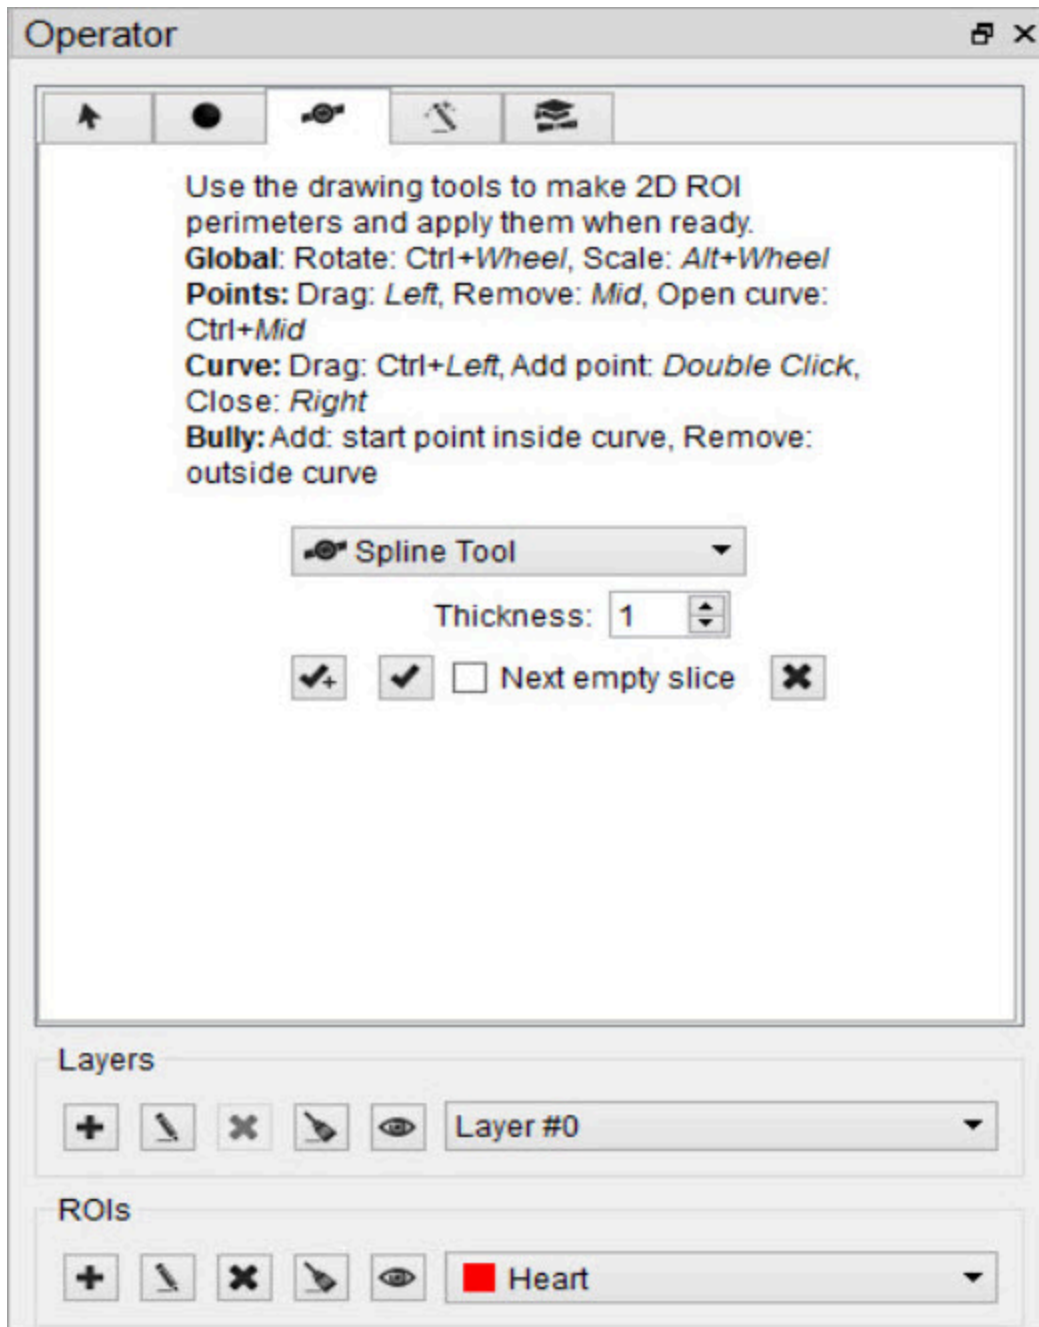 Operator
Use the drawing tools to make 2D ROI
perimeters and apply them when ready.
Global: Rotate: Ctrl+Wheel, Scale: Alt+Wheel
Points: Drag: Left, Remove: Mid, Open curve:
Ctrl+Mid
Curve: Drag: Ctrl+Left, Add point: Double Click,
Close: Right
Bully: Add: start point inside curve, Remove:
outside curve
Spline Tool
Thickness: 1
Next empty slice
Layers
Layer #0
ROIs
Heart